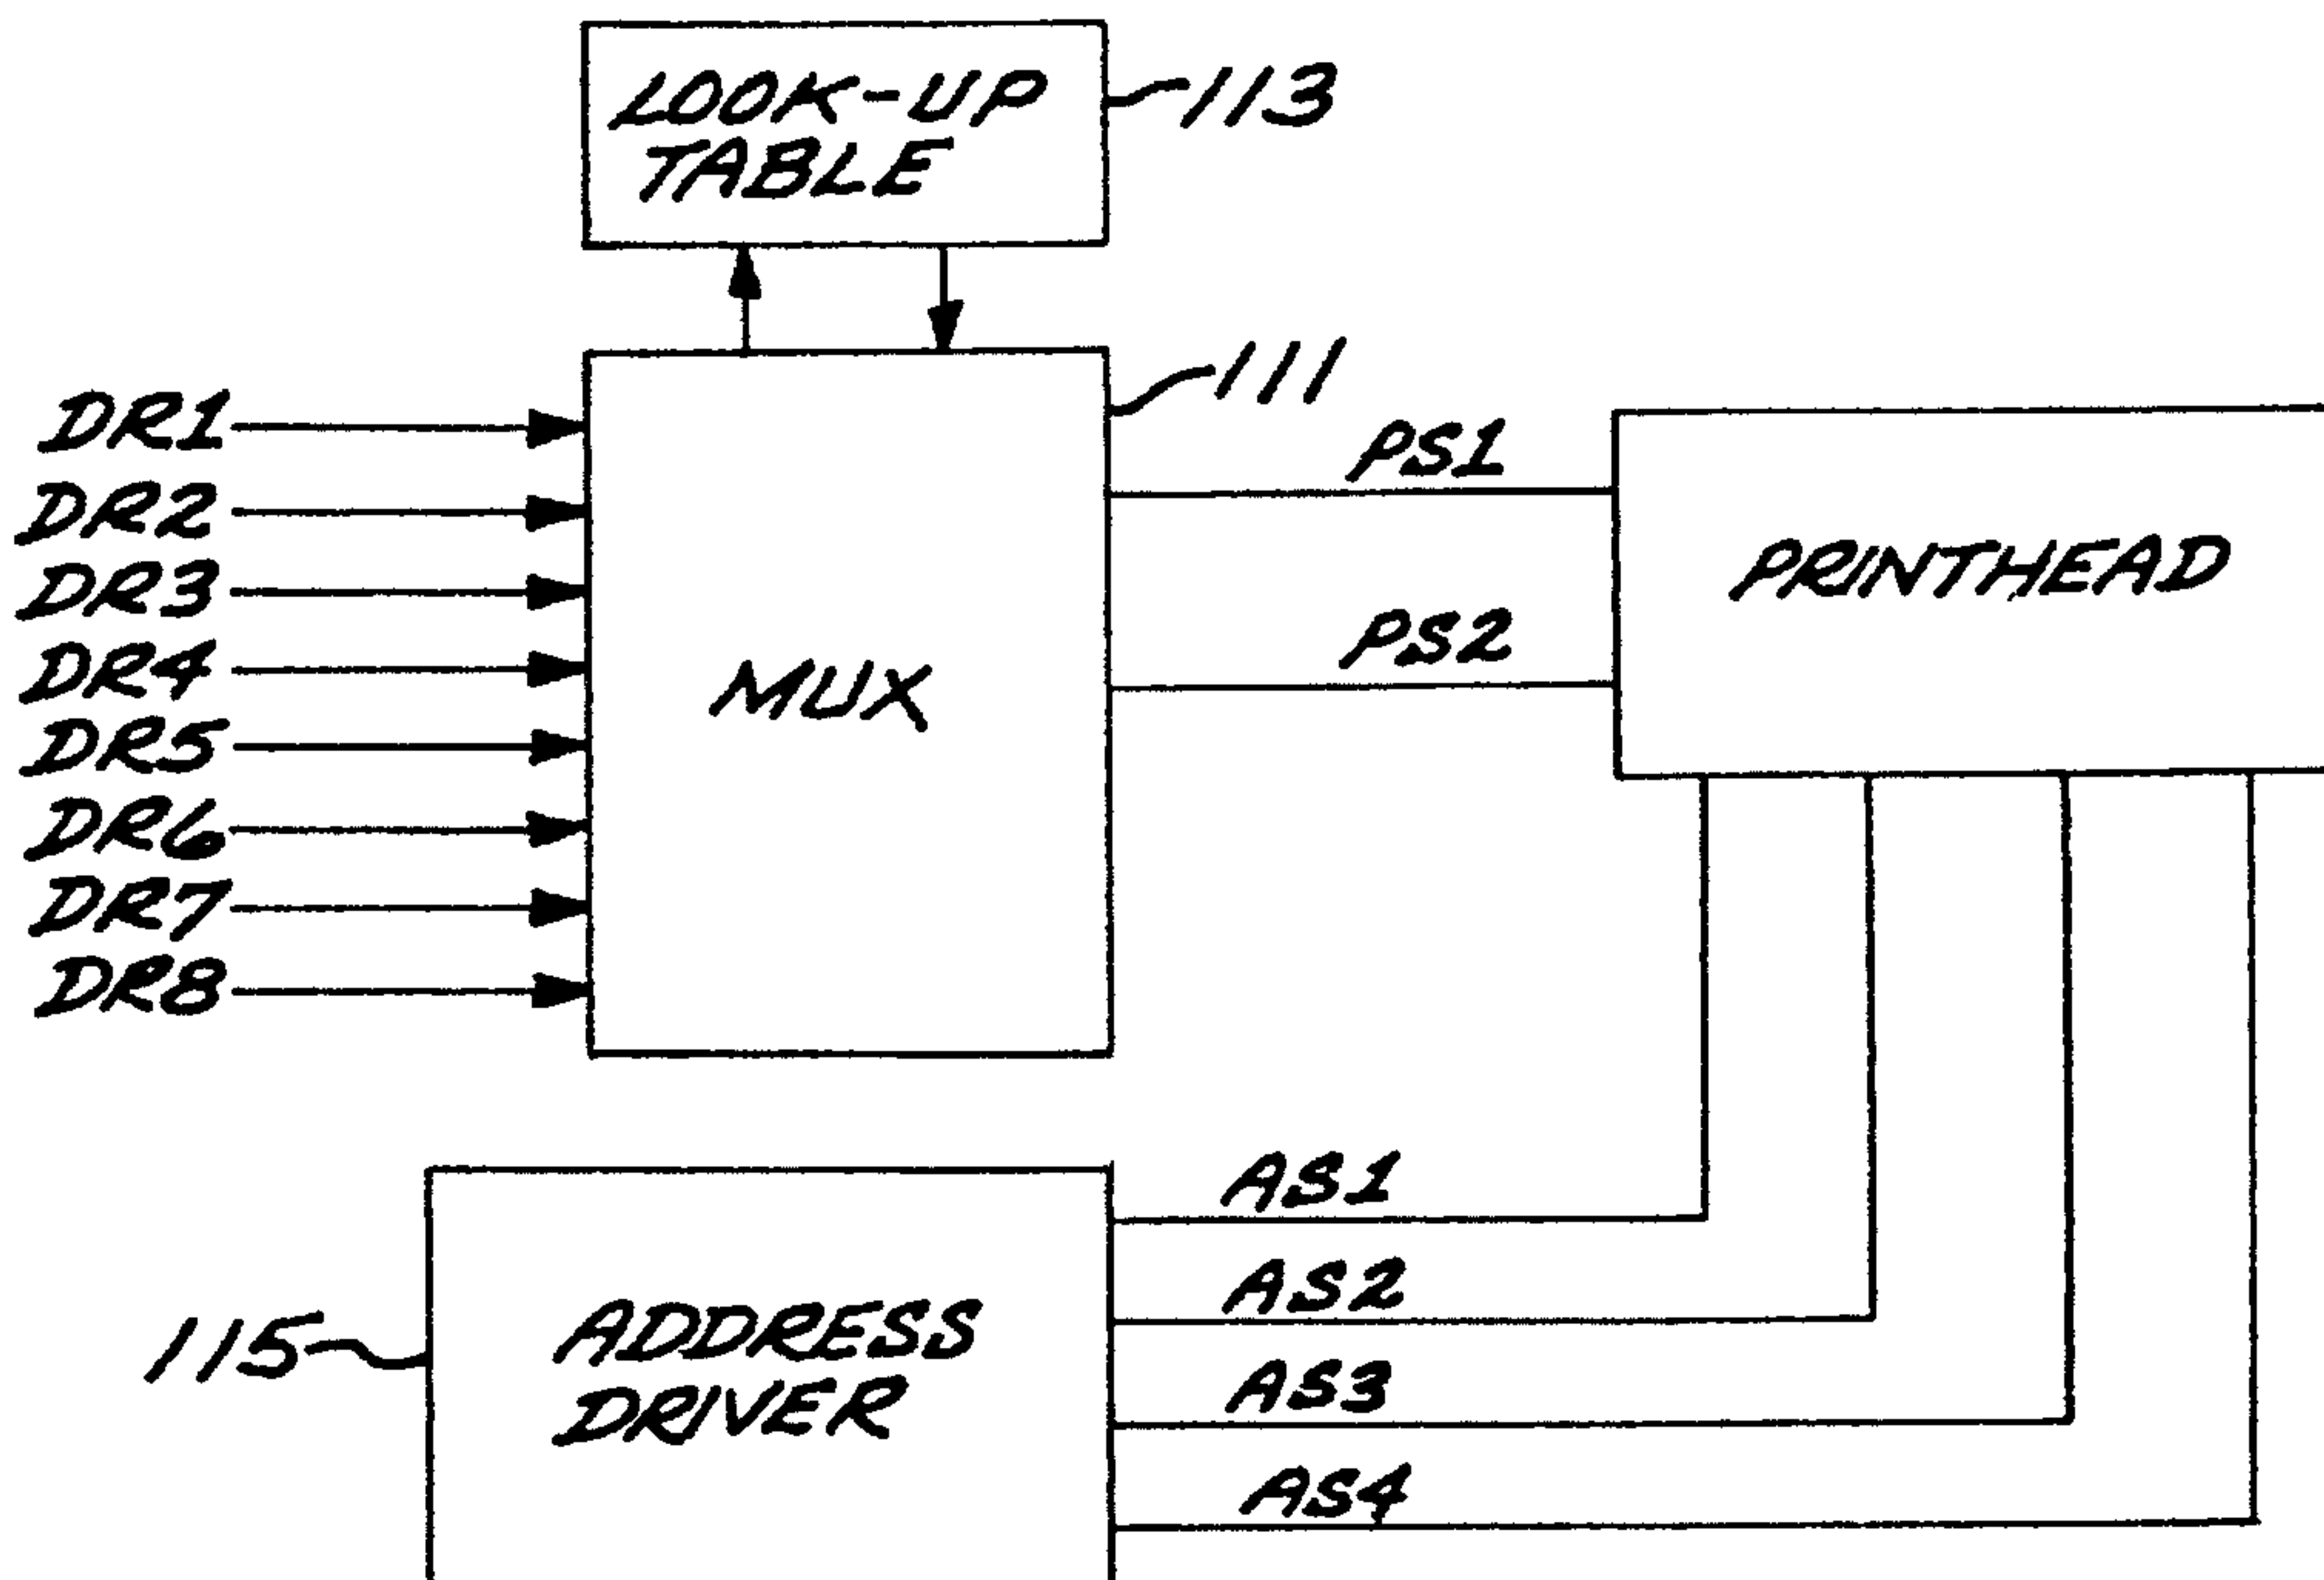 LOOK-UP
TABLE
113
111
DR1
DR2
DR3
DR4
DR5
DR6
DR7
DR8
MUX
PS1
PS2
PRINTHEAD
115
ADDRESS
DRIVER
AS1
AS2
AS3
AS4